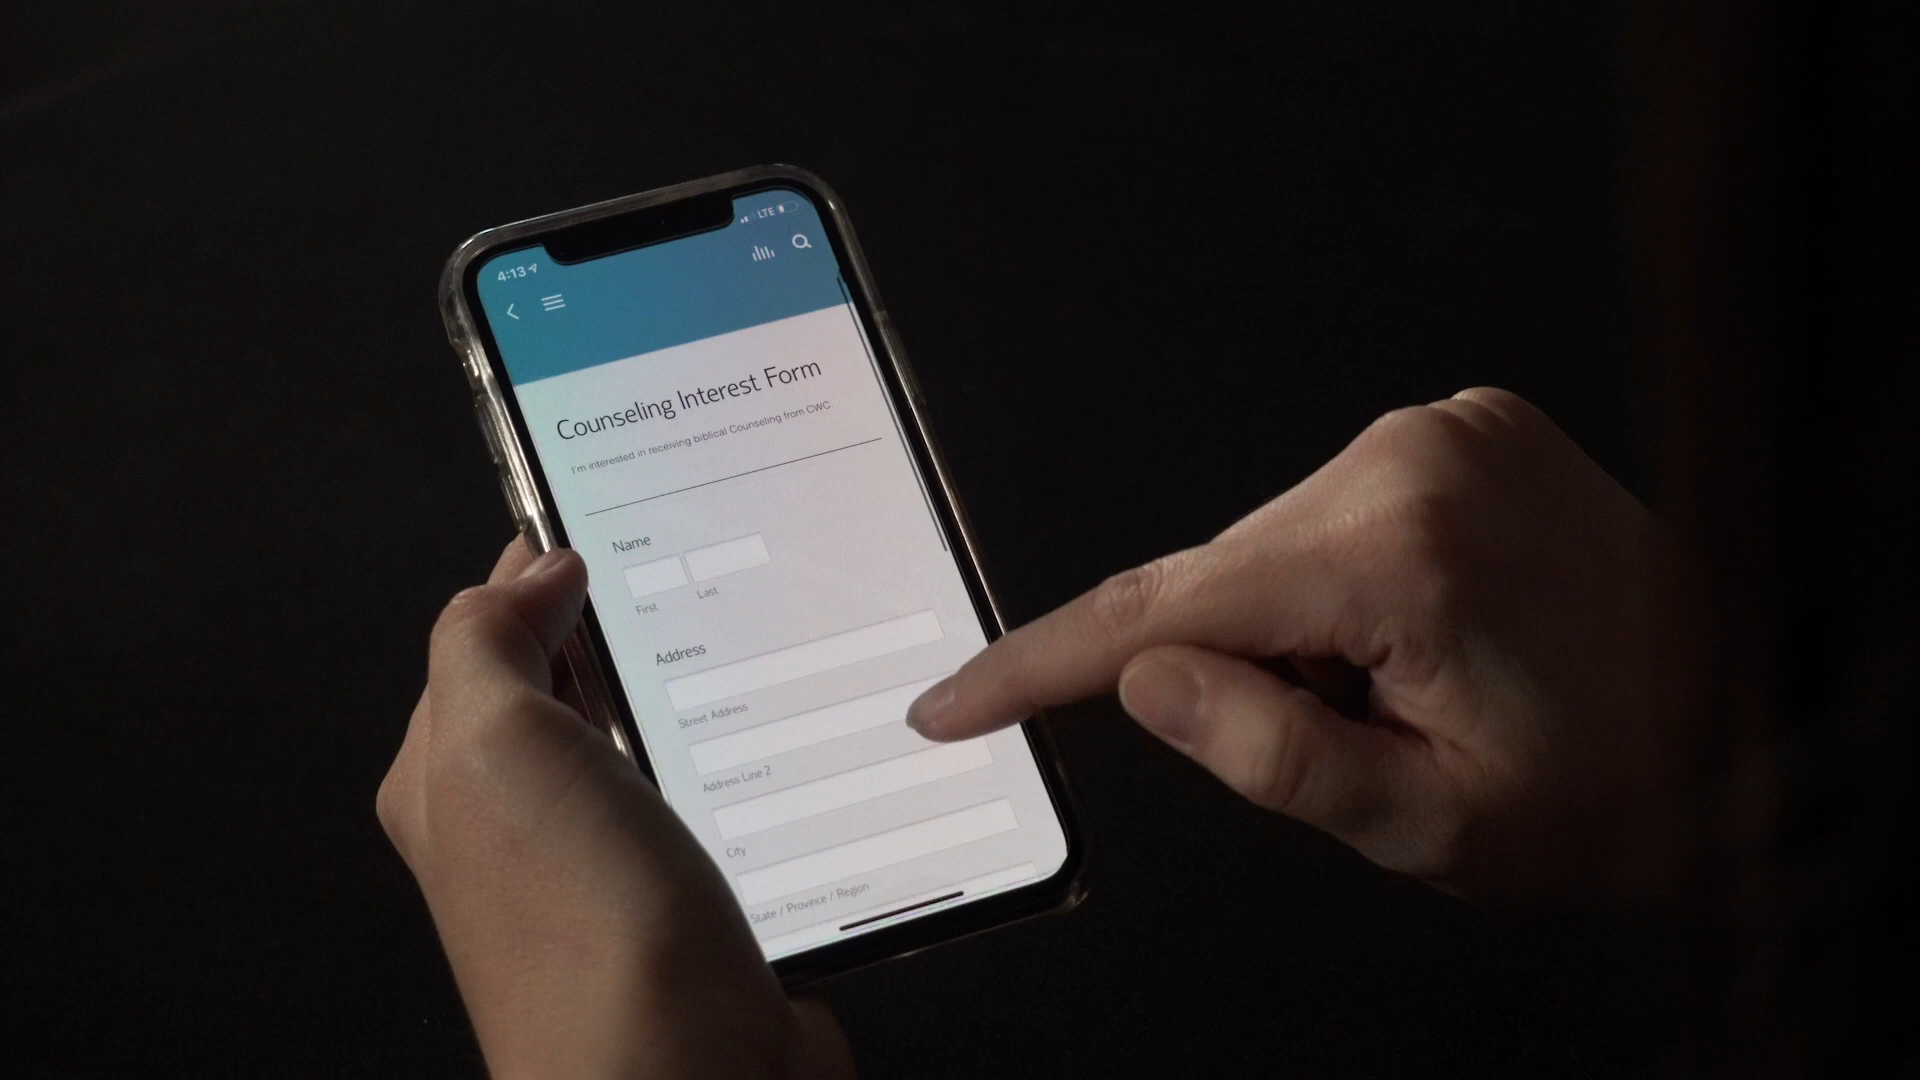 4:13
LTE
Counseling Interest Form
I'm interested in receiving biblical Counseling from CWC.
Name
First
Last
Address
Street Address
Address Line 2
City
State / Province / Region